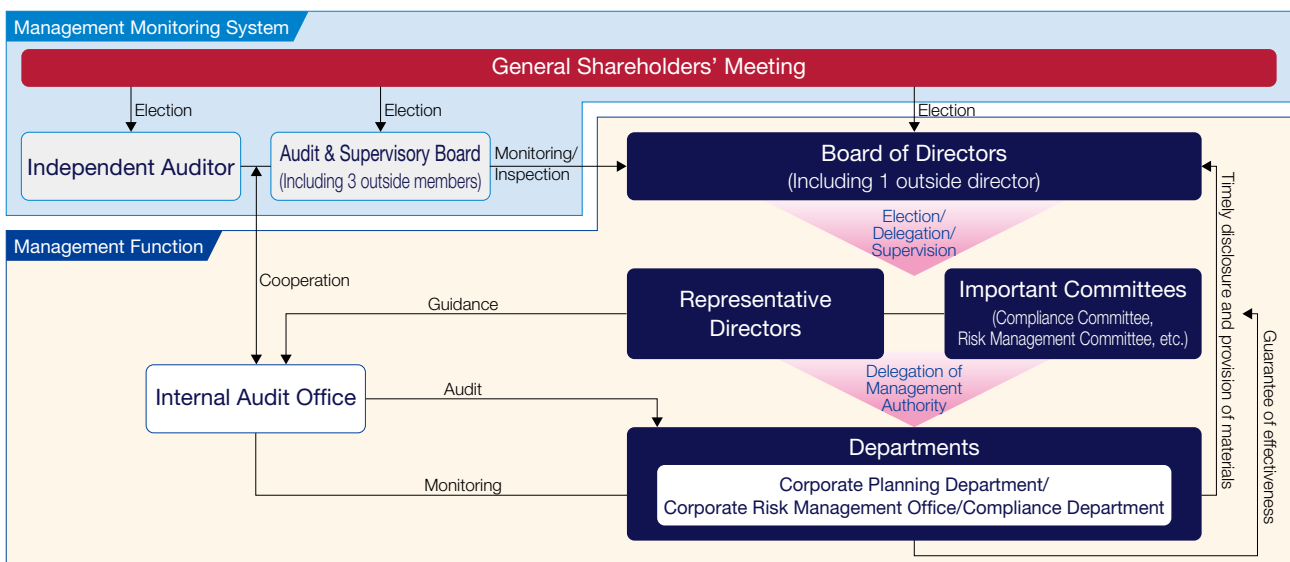 Management Monitoring System
General Shareholders’ Meeting
Election
Election
Election
Independent Auditor
Audit & Supervisory Board
(Including 3 outside members)
Monitoring/
Inspection
Board of Directors
(Including 1 outside director)
Election/
Delegation/
Supervision
Timely disclosure and provision of materials
Management Function
Cooperation
Guidance
Representative
Directors
Important Committees
(Compliance Committee,
Risk Management Committee, etc.)
Guarantee of effectiveness
Delegation of
Management
Authority
Internal Audit Office
Audit
Monitoring
Departments
Corporate Planning Department/
Corporate Risk Management Office/Compliance Department